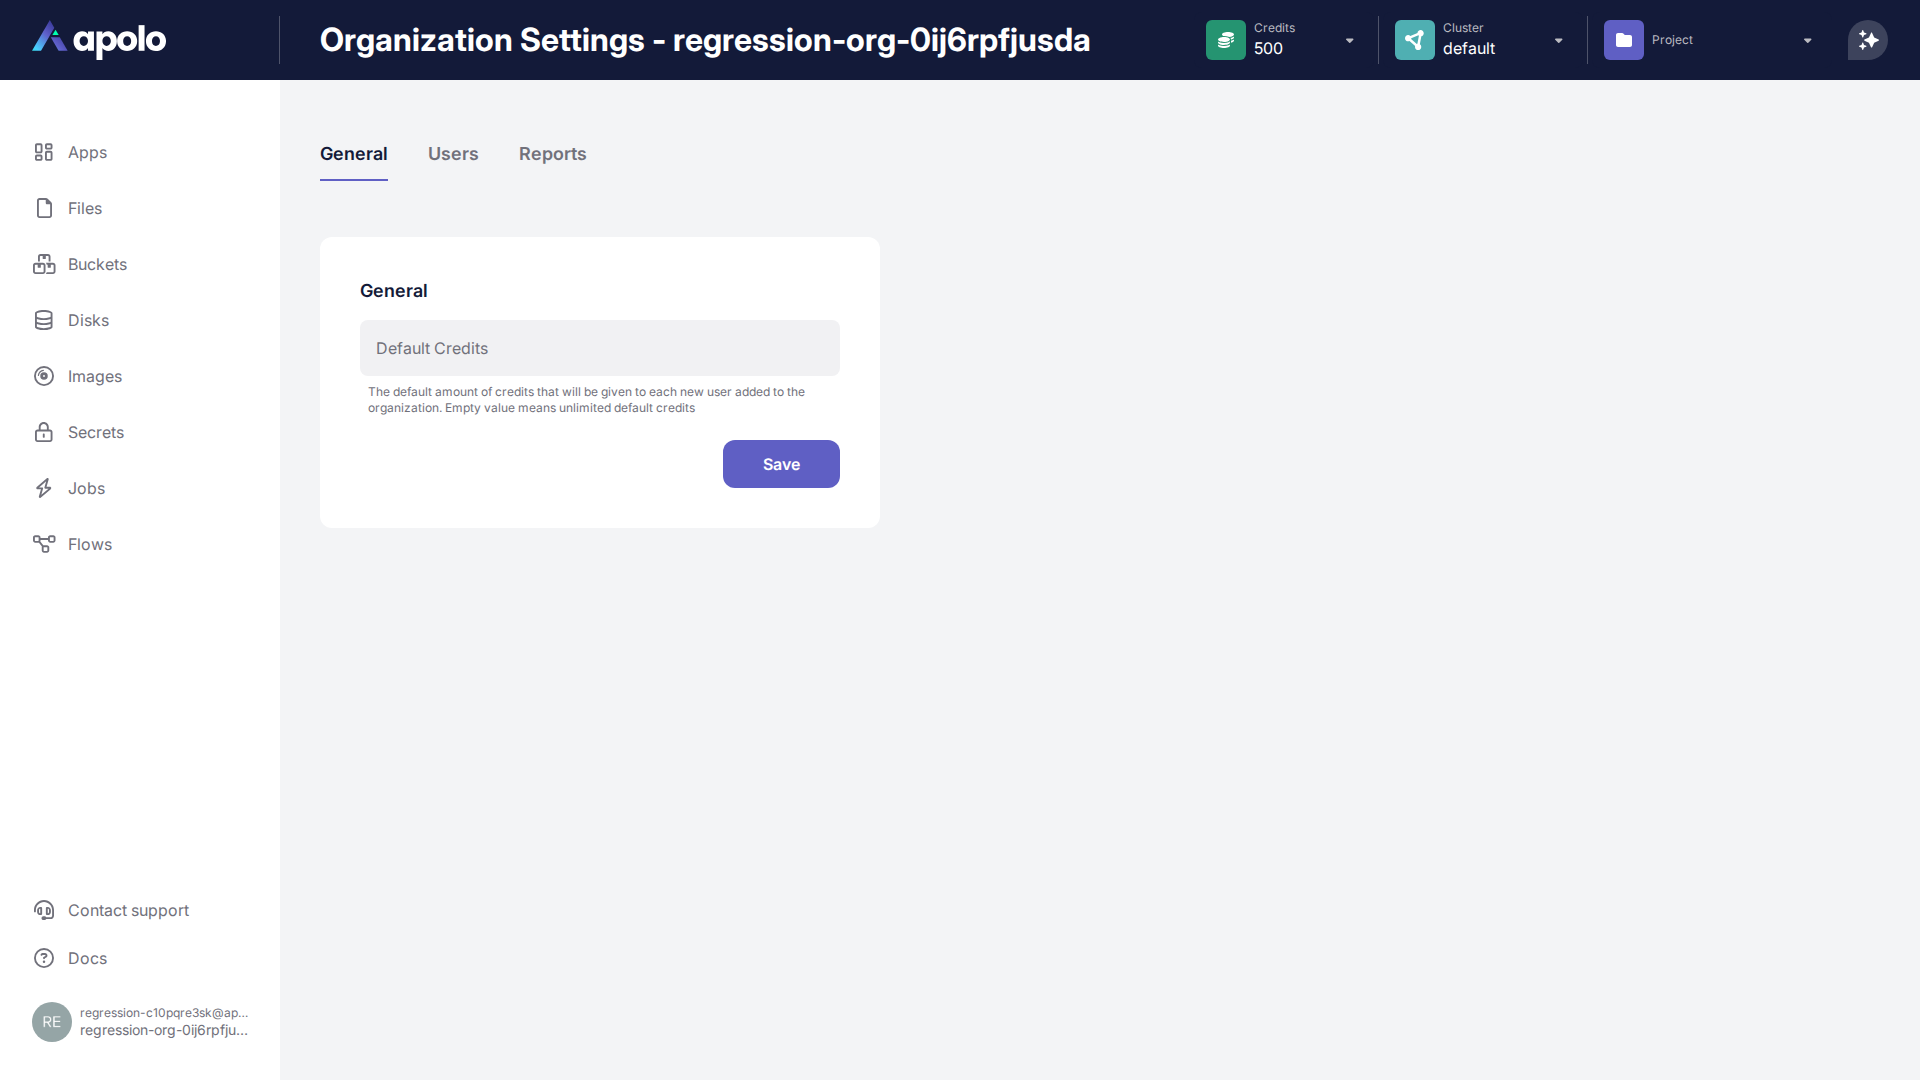 apolo
Organization Settings - regression-org-0ij6rpfjusda
Credits
500
Cluster
default
Project
Apps
Files
Buckets
Disks
Images
Secrets
Jobs
Flows
General
Users
Reports
General
Default Credits
The default amount of credits that will be given to each new user added to the
organization. Empty value means unlimited default credits
Save
Contact support
Docs
RE
regression-c10pqre3sk@ap...
regression-org-0ij6rpfju...